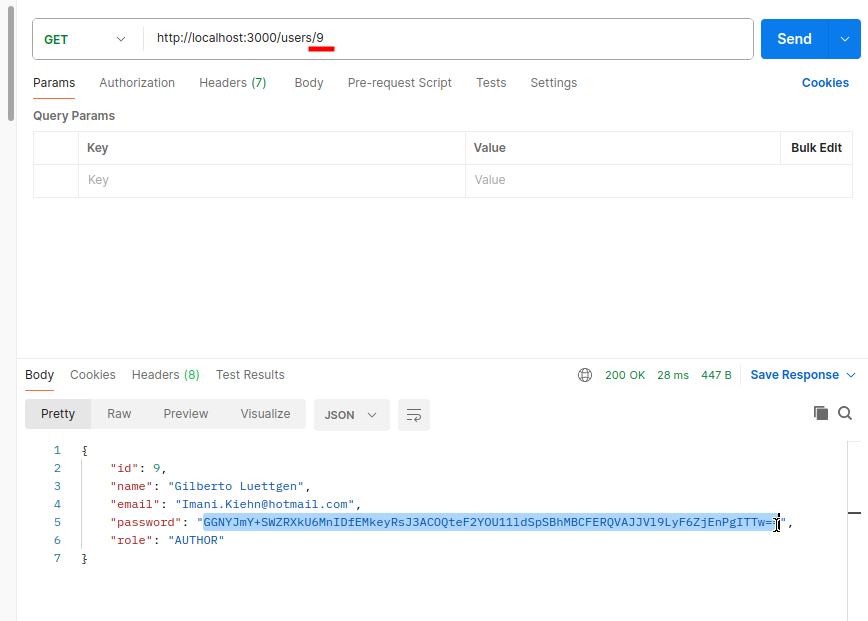 GET http://localhost:3000/users/9 Send
Params Authorization Headers (7) Body Pre-request Script Tests Settings Cookies
Query Params
Key Value Bulk Edit
Key Value
Body Cookies Headers (8) Test Results 200 OK 28 ms 447 B Save Response
Pretty Raw Preview Visualize JSON
1 {
2 "id": 9,
3 "name": "Gilberto Luettgen",
4 "email": "Imani.Kiehn@hotmail.com",
5 "password": "GGNYJmY+SWZRXkU6MnIDfEMkeyRsJ3ACOQteF2YOU11ldSpSBhMBCFERQVAJJVl9LyF6ZjEnPgITTw==",
6 "role": "AUTHOR"
7 }